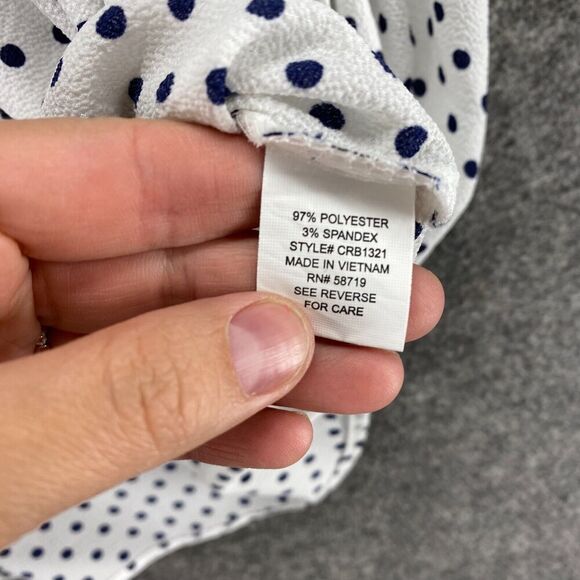 97% POLYESTER
3% SPANDEX
STYLE# CRB1321
MADE IN VIETNAM
RN# 58719
SEE REVERSE
FOR CARE